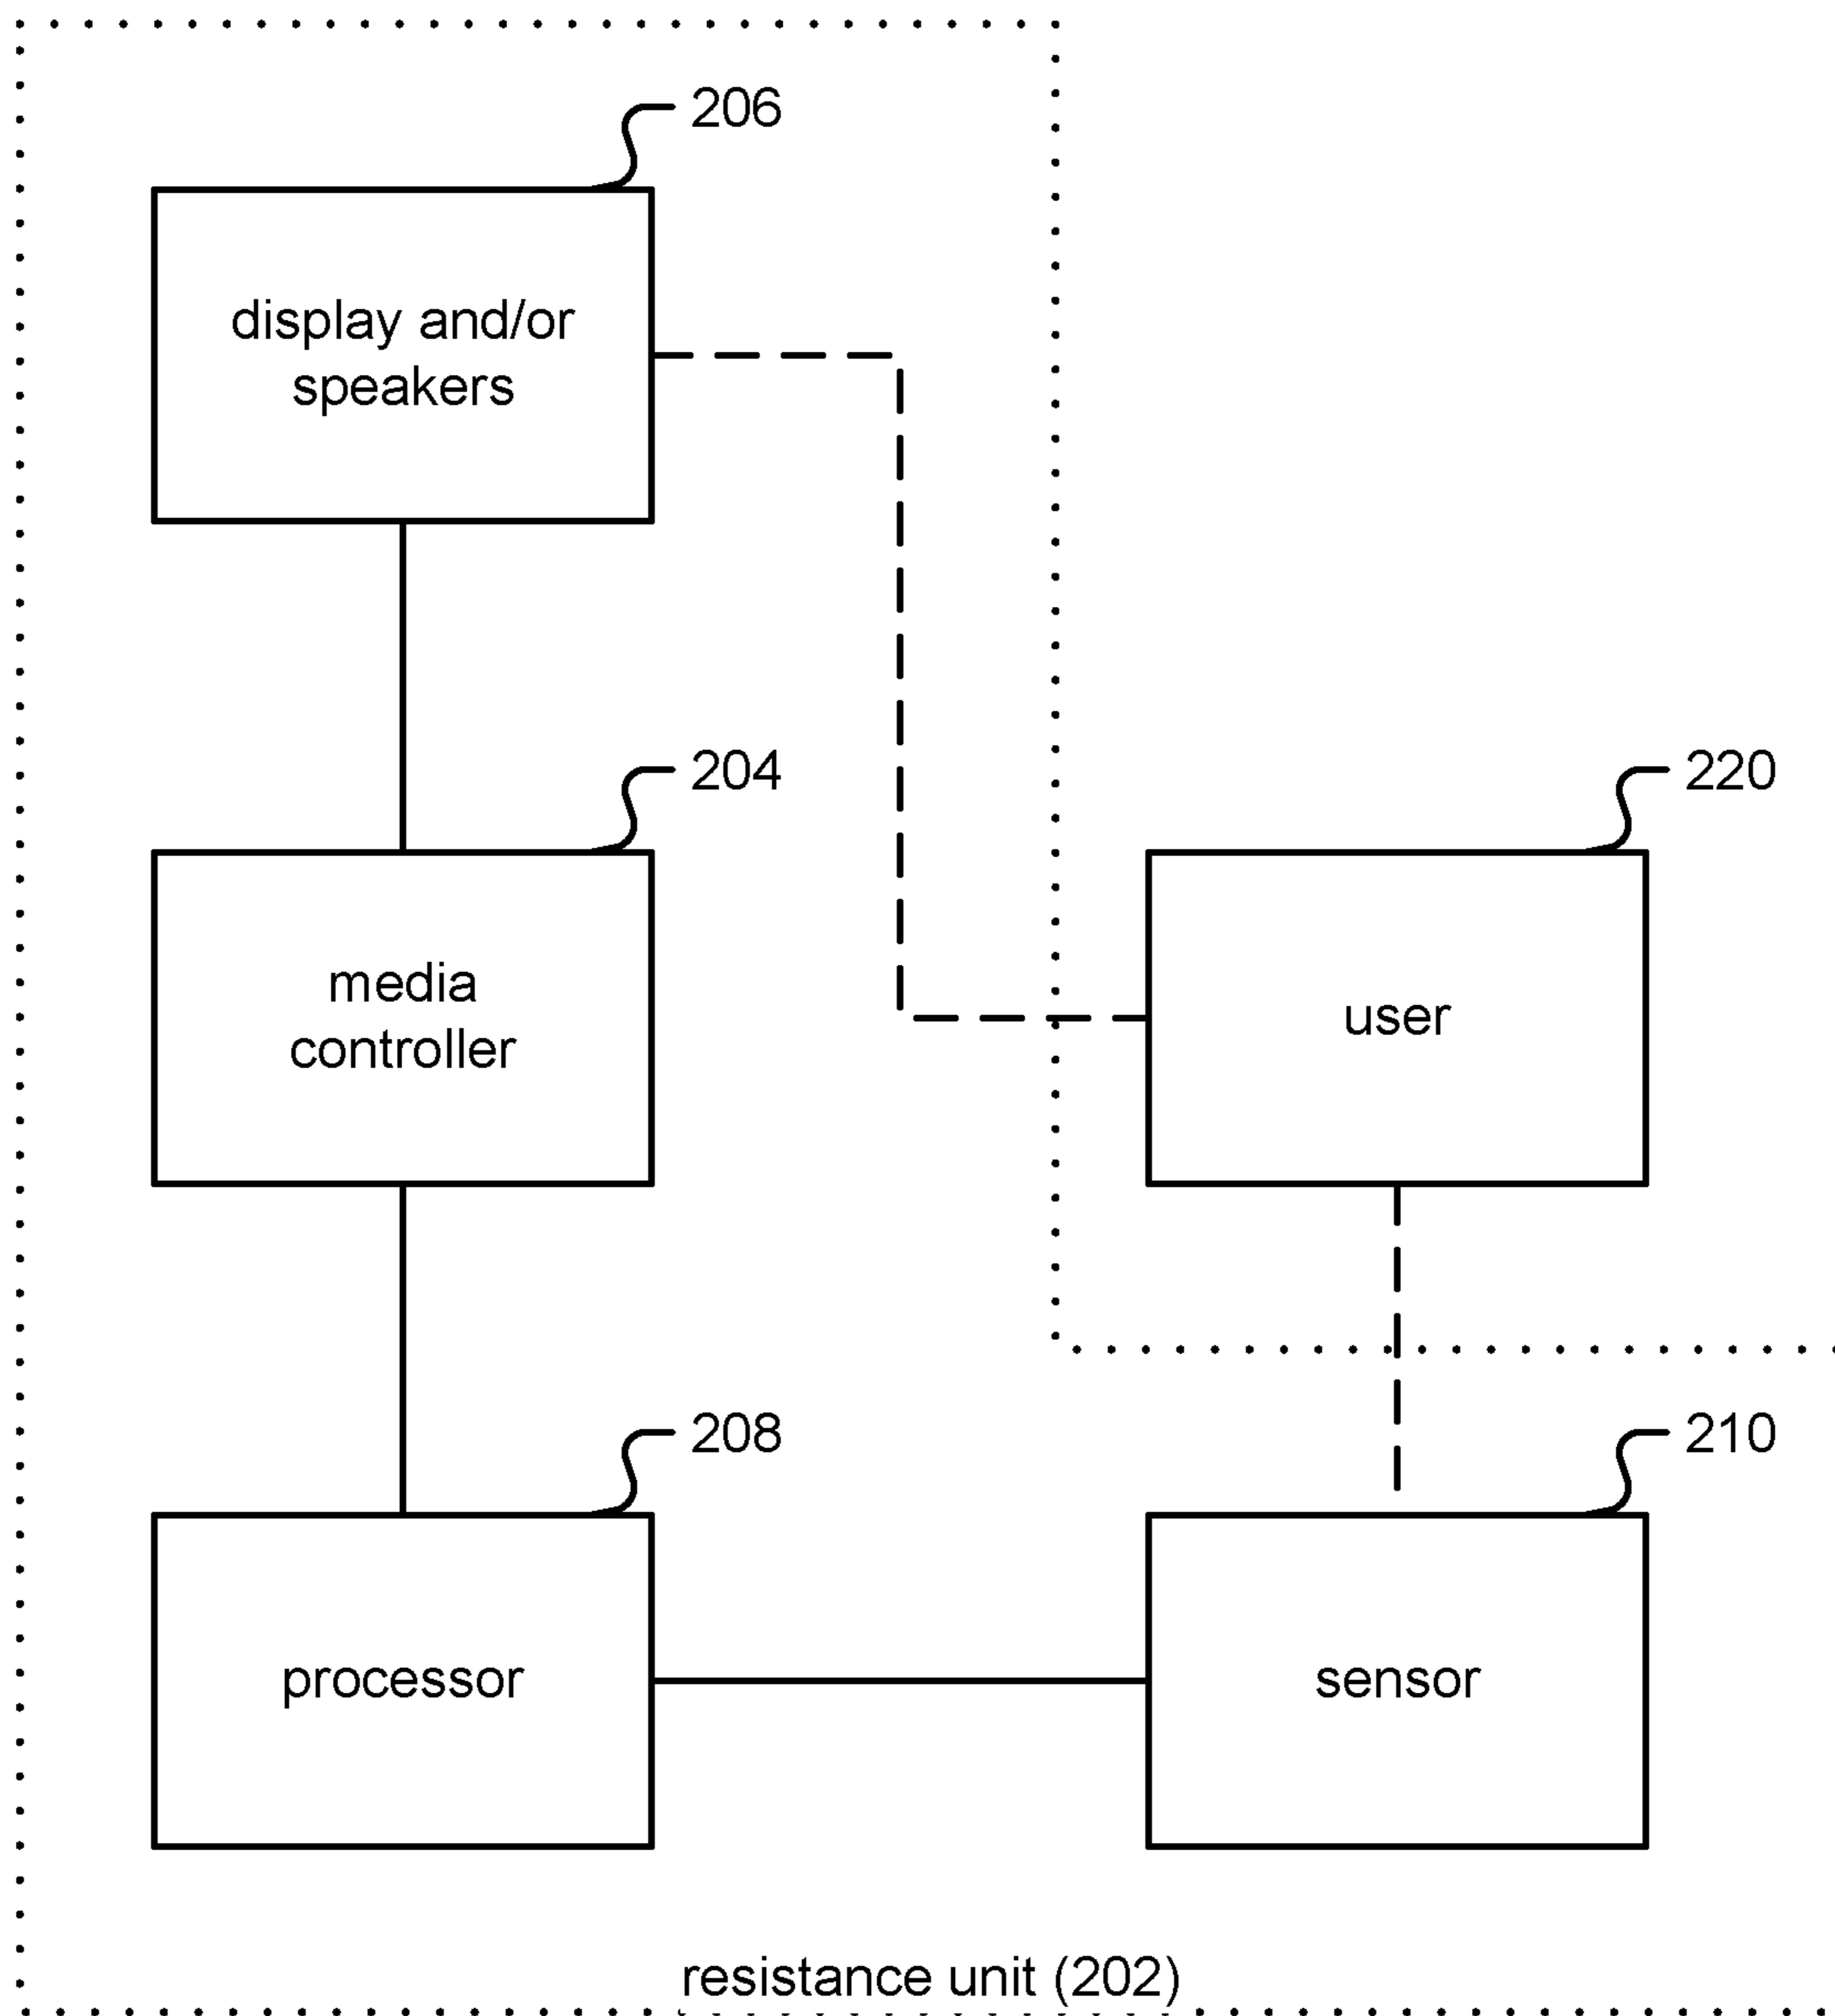 206
display and/or
speakers
204
220
media
controller
user
208
210
processor
sensor
resistance unit (202)